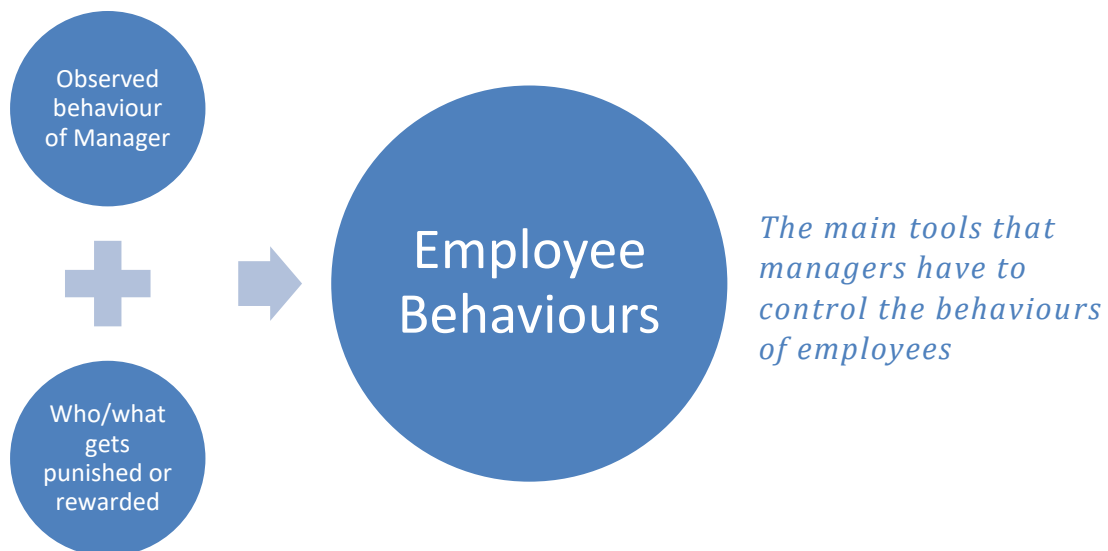 Observed
behaviour
of Manager
Who/what
gets
punished or
rewarded
Employee
Behaviours
The main tools that
managers have to
control the behaviours
of employees